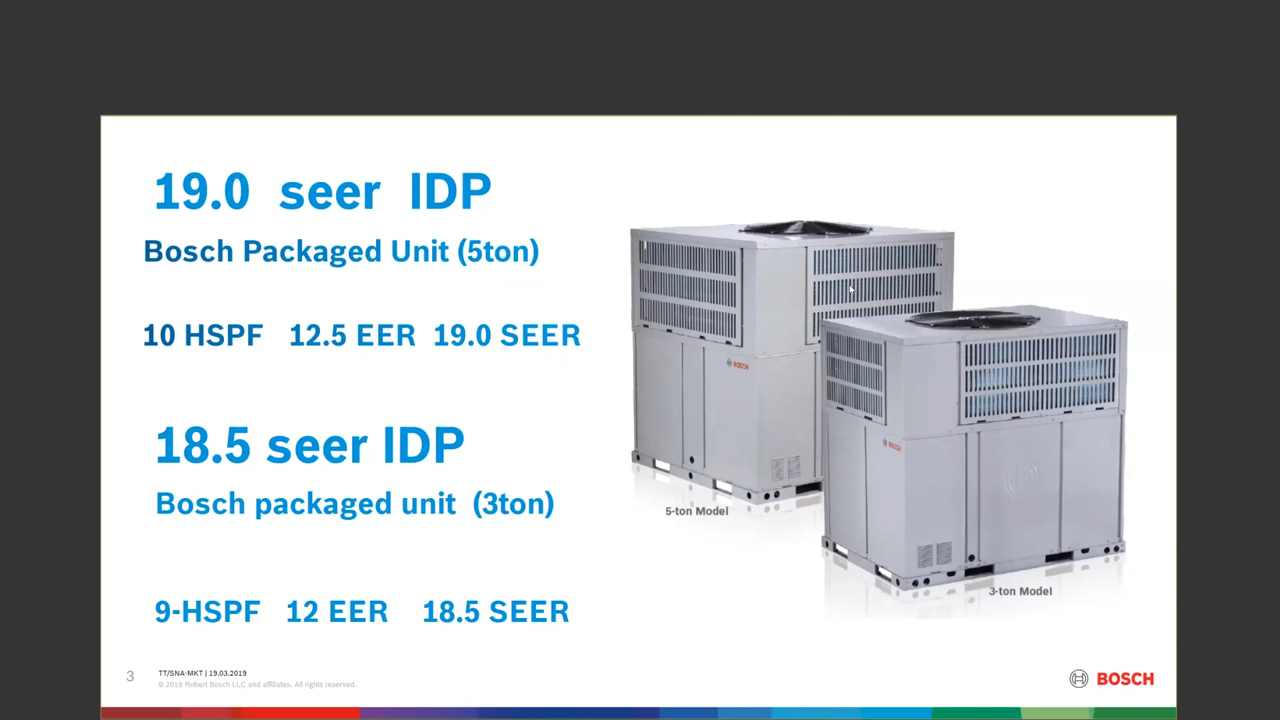 19.0 seer IDP
Bosch Packaged Unit (5ton)
10 HSPF 12.5 EER 19.0 SEER
18.5 seer IDP
Bosch packaged unit (3ton)
9-HSPF 12 EER 18.5 SEER
BOSCH
BOSCH
5-ton Model
3-ton Model
3
TT/SNA-MKT | 19.03.2019
© 2019 Robert Bosch LLC and affiliates. All rights reserved.
BOSCH